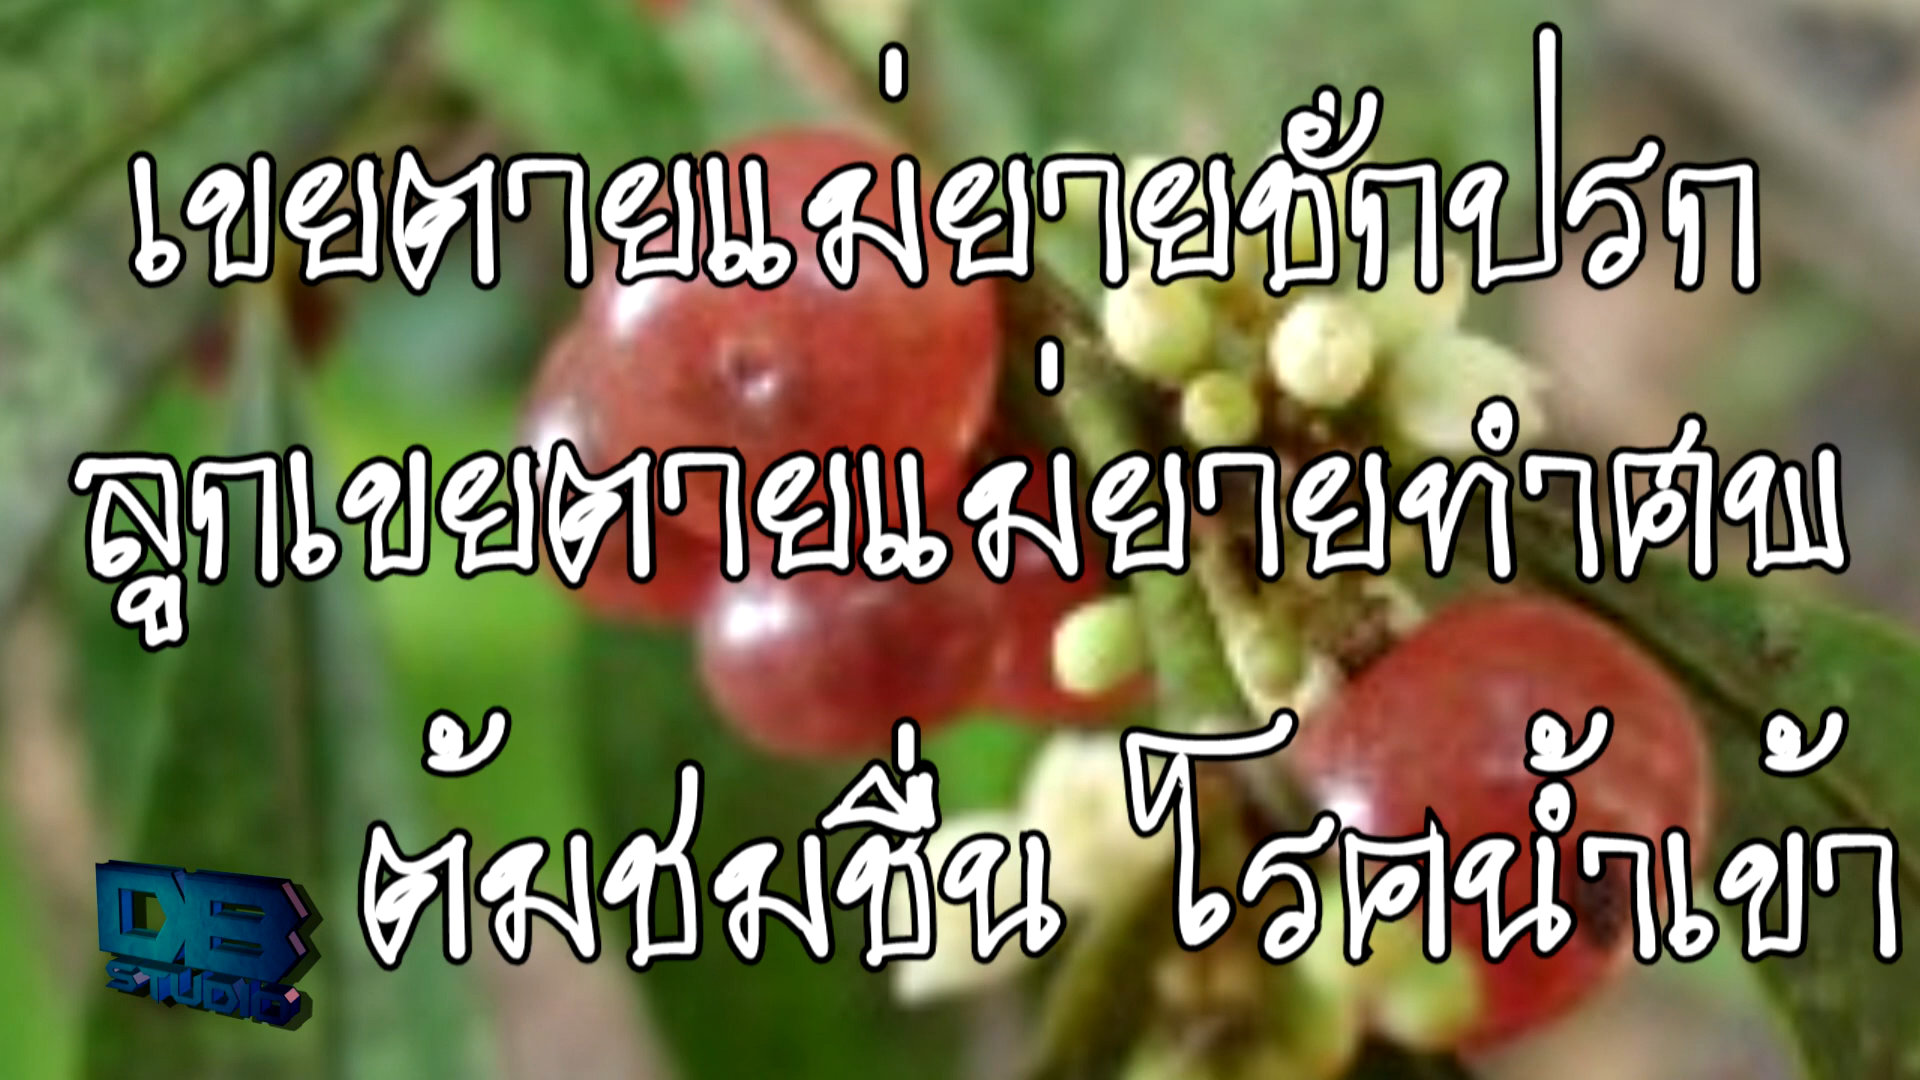 เขยตายแม่ยายชักปรก
ลูกเขยตายแม่ยายทำศพ
ต้มชมชื่น โรคน้ำเข้า
DB
STUDIO